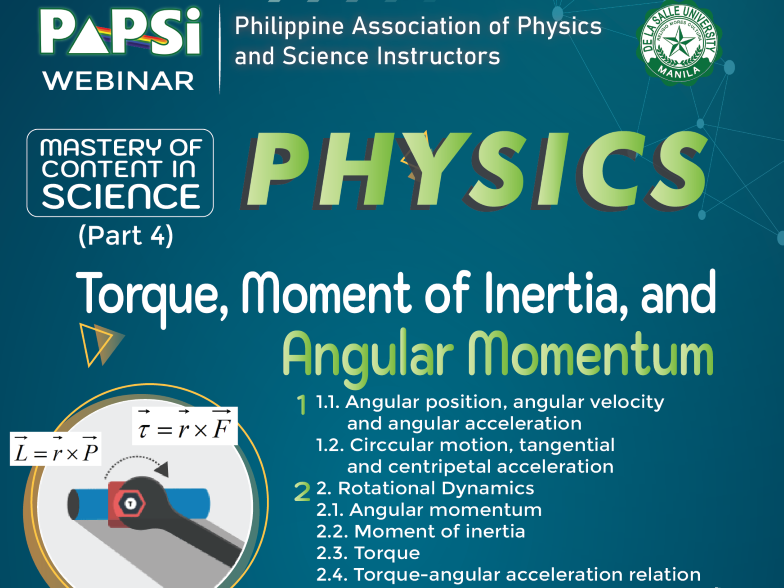 PAPSi
WEBINAR
Philippine Association of Physics
and Science Instructors
DE LA SALLE UNIVERSITY
MANILA
MASTERY OF
CONTENT IN
SCIENCE
(Part 4)
PHYSICS
Torque, Moment of Inertia, and
Angular Momentum
1 1.1. Angular position, angular velocity
and angular acceleration
1.2. Circcular motion, tangential
and centripetal acceleration
2 2. Rotational Dynamics
2.1. Angular momentum
2.2. Moment of inertia
2.3. Torque
2.4. Torque-angular acceleration relation
τ⃗ = r⃗ × F⃗
L⃗ = r⃗ × P⃗
T